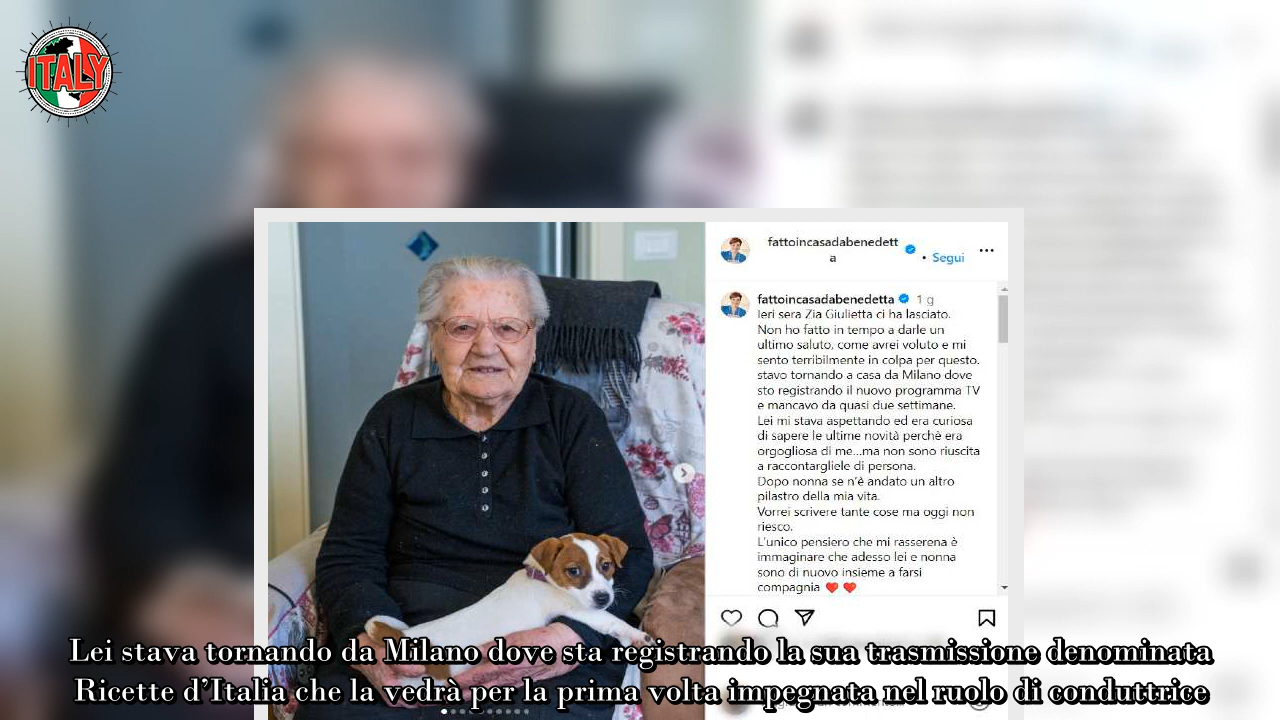 ITALY
fattoincasadabenedett
a
• Segui
fattoincasadabenedetta 1 g
Ieri sera Zia Giulietta ci ha lasciato.
Non ho fatto in tempo a darle un
ultimo saluto, come avrei voluto e mi
sento terribilmente in colpa per questo.
stavo tornando a casa da Milano dove
sto registrando il nuovo programma TV
e mancavo da quasi due settimane.
Lei mi stava aspettando ed era curiosa
di sapere le ultime novità perchè era
orgogliosa di me...ma non sono riuscita
a raccontargliele di persona.
Dopo nonna se n'è andato un altro
pilastro della mia vita.
Vorrei scrivere tante cose ma oggi non
riesco.
L'unico pensiero che mi rasserena è
immaginare che adesso lei e nonna
sono di nuovo insieme a farsi
compagnia ❤️ ❤️
Lei stava tornando da Milano dove sta registrando la sua trasmissione denominata
Ricette d'Italia che la vedrà per la prima volta impegnata nel ruolo di conduttrice